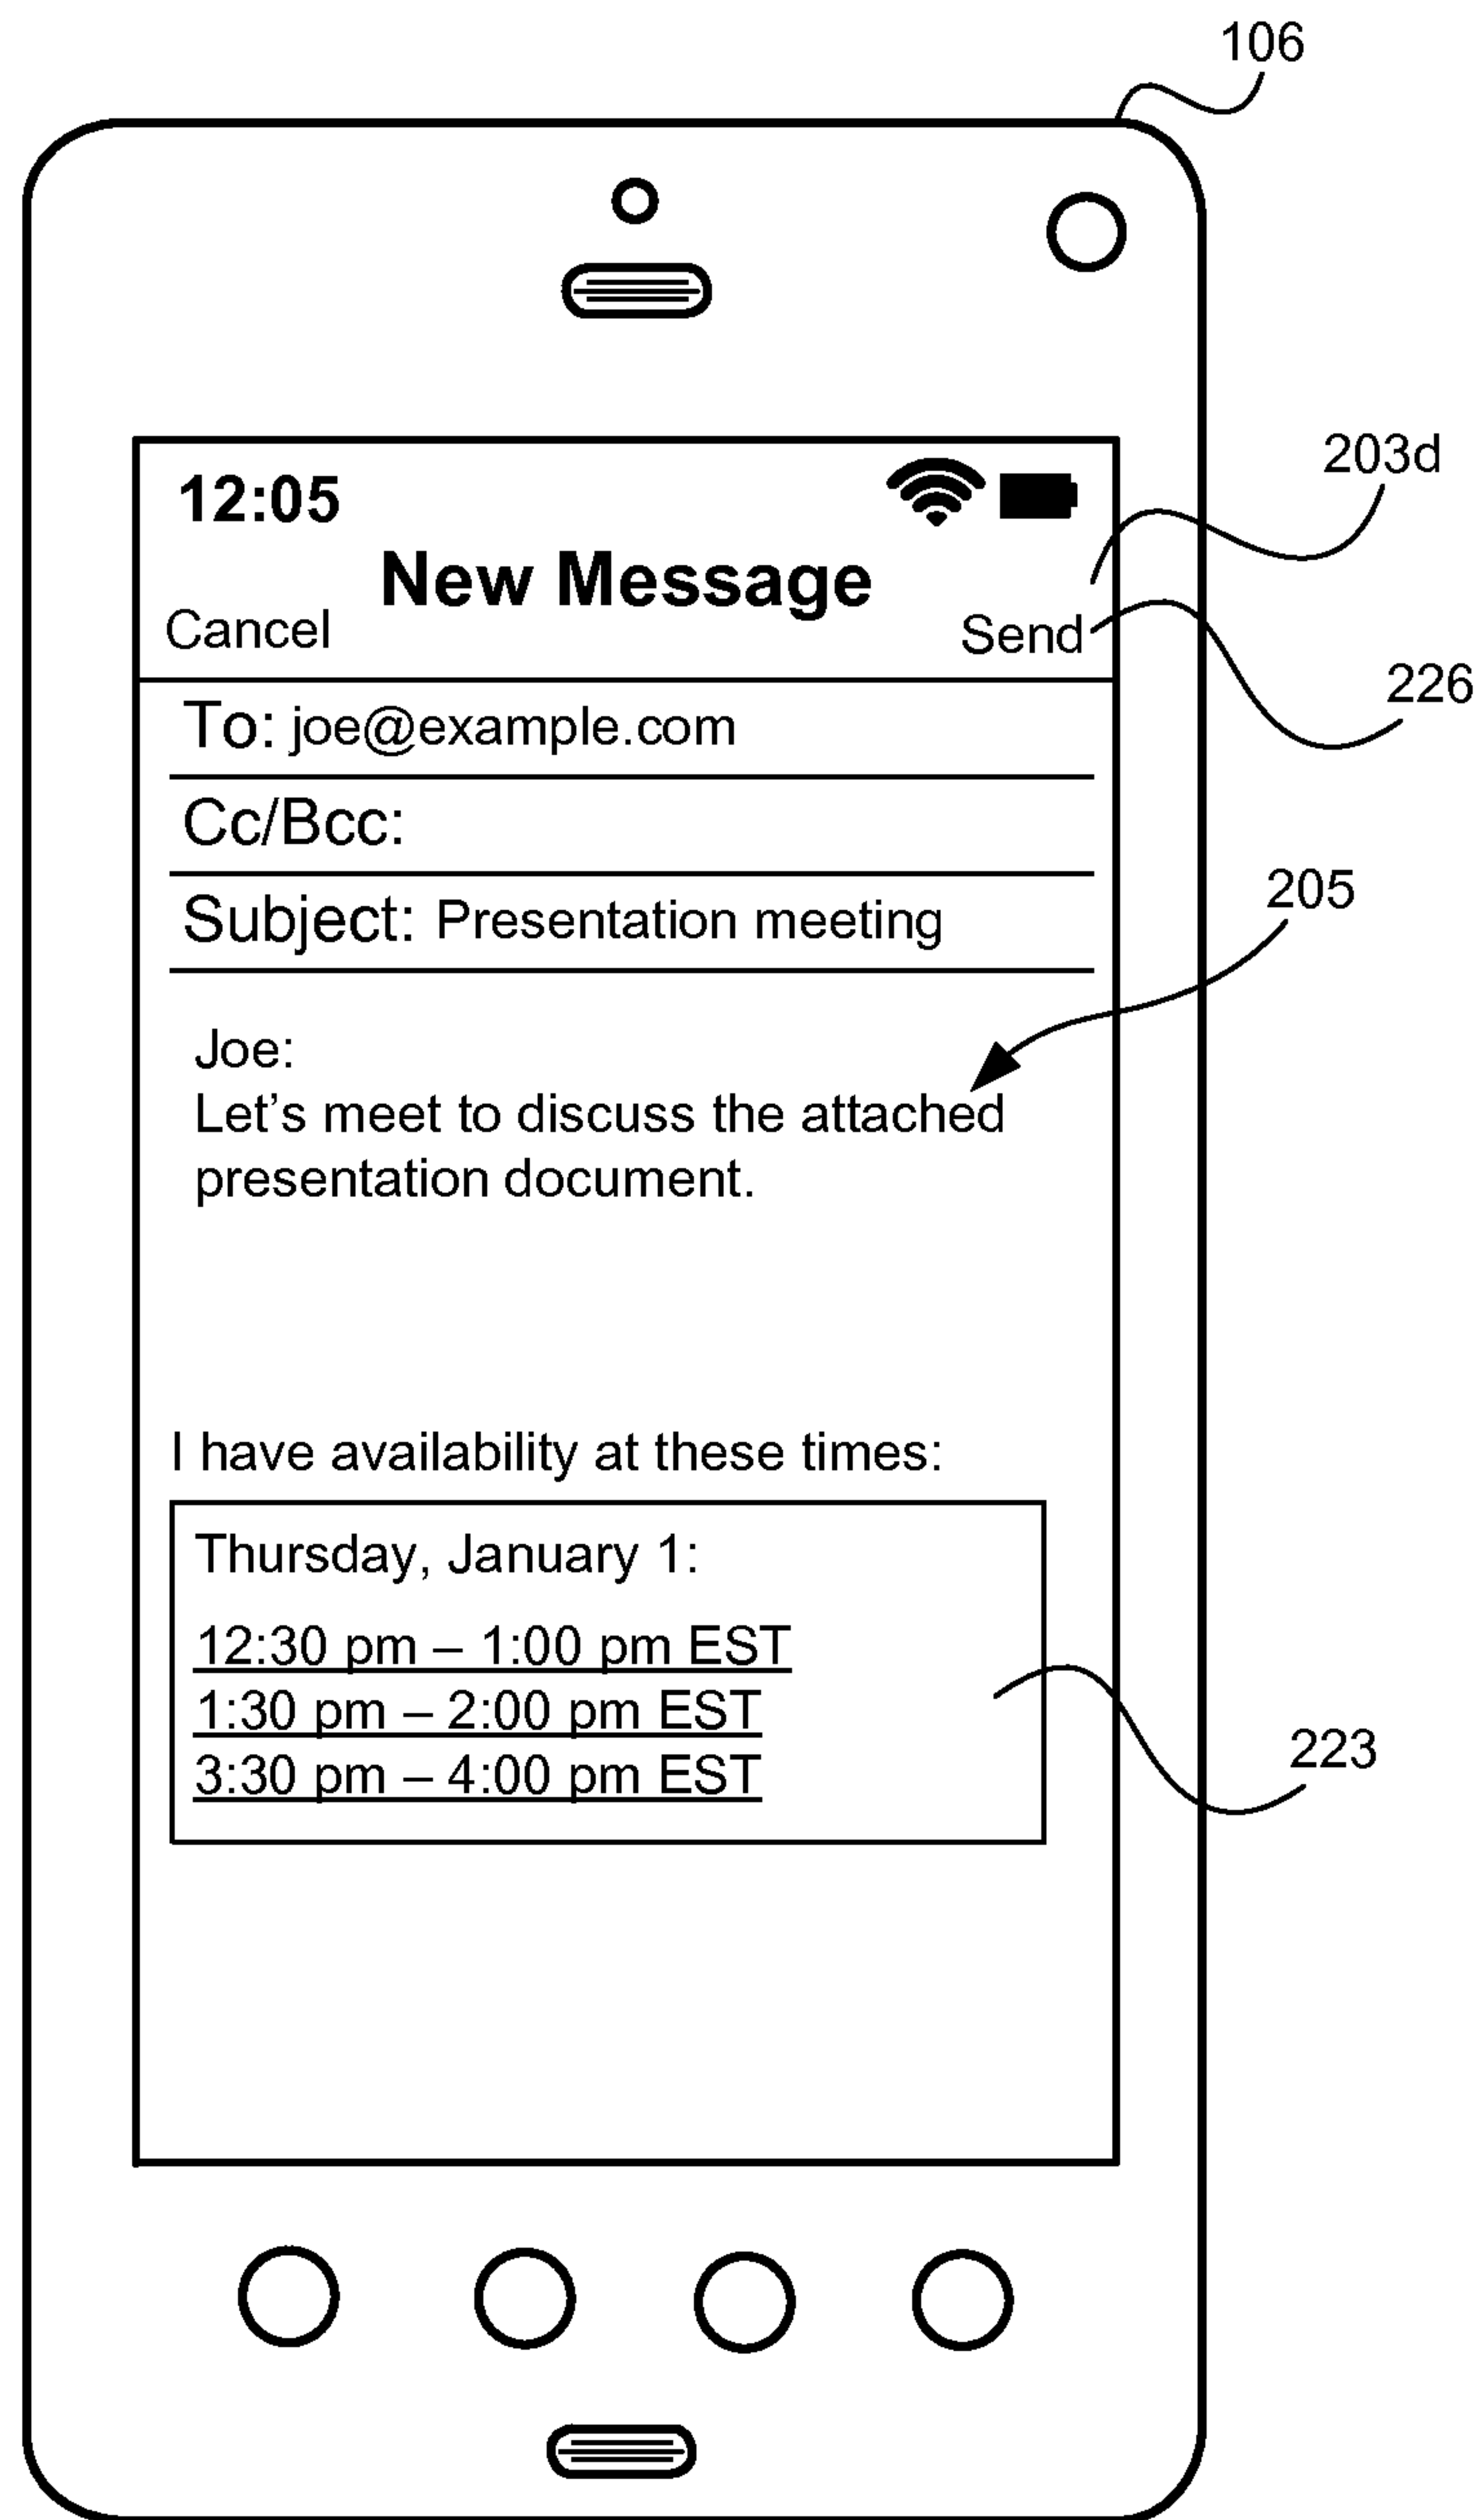 106
203d
12:05
New Message
Cancel
Send
226
To: joe@example.com
Cc/Bcc:
205
Subject: Presentation meeting
Joe:
Let's meet to discuss the attached
presentation document.
I have availability at these times:
Thursday, January 1:
12:30 pm – 1:00 pm EST
1:30 pm – 2:00 pm EST
223
3:30 pm – 4:00 pm EST